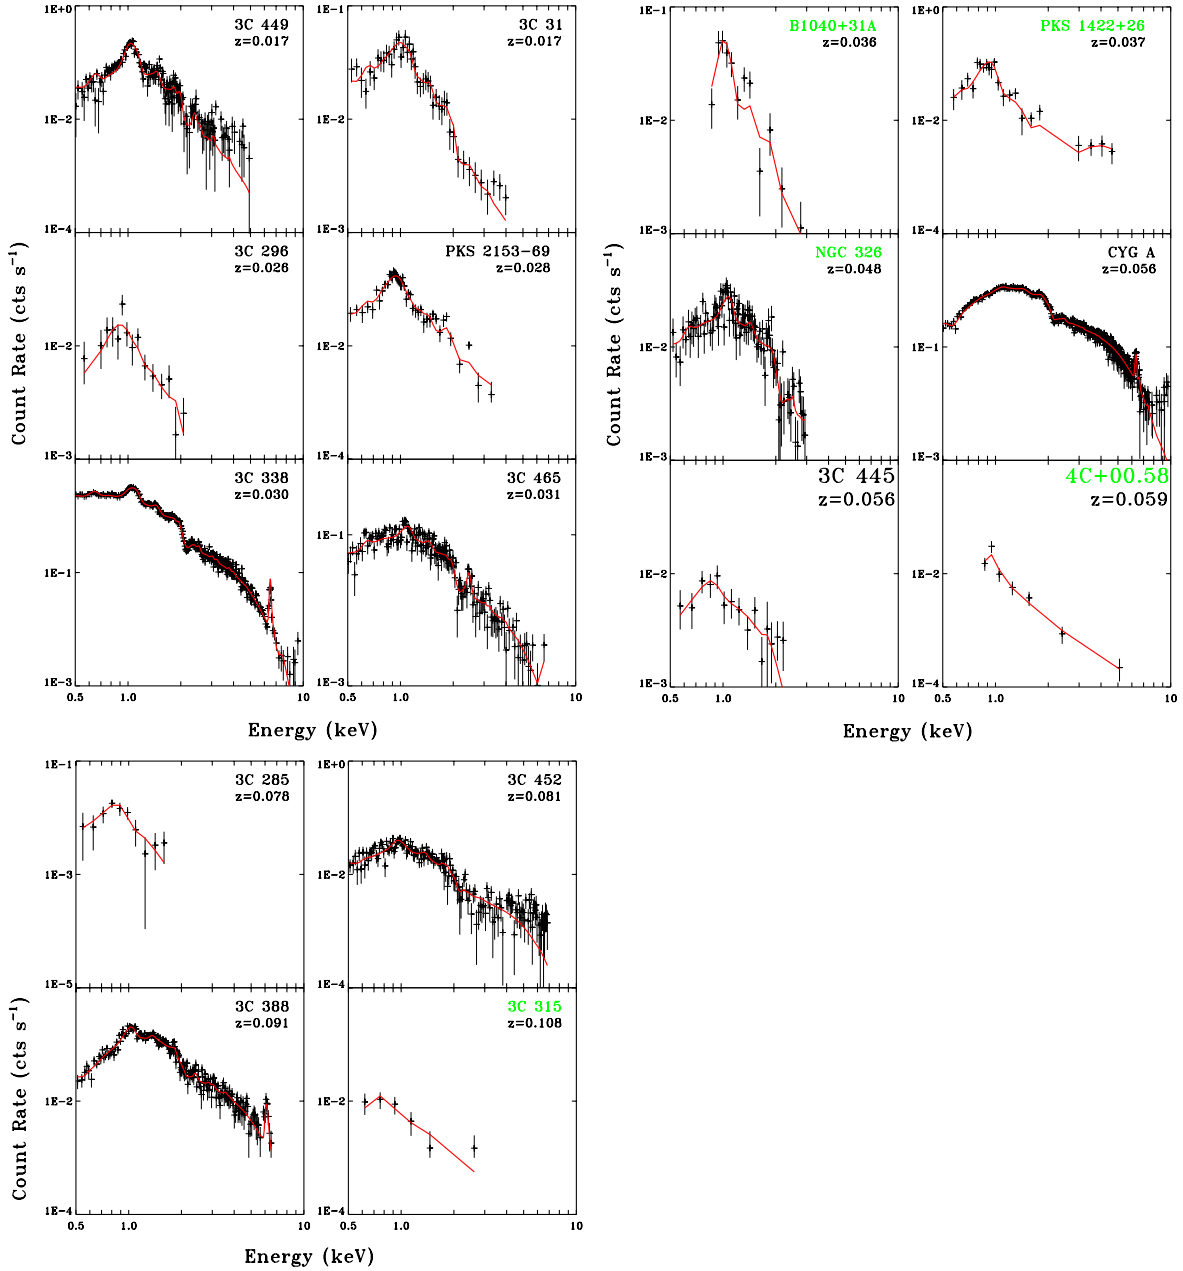 1E+0
3C 449
z=0.017
1E-2
1E-4
1E-1
3C 31
z=0.017
1E-2
1E-3
3C 296
z=0.026
1E-2
1E-3
PKS 2153-69
z=0.028
1E-2
1E-4
3C 338
z=0.030
1E-1
1E-3
0.5
1.0
10
3C 465
z=0.031
1E-1
1E-3
0.5
1.0
10
Count Rate (cts s⁻¹)
Energy (keV)
1E-1
B1040+31A
z=0.036
1E-2
1E-3
1E+0
PKS 1422+26
z=0.037
1E-2
1E-4
NGC 326
z=0.048
1E-2
1E-3
CYG A
z=0.056
1E-1
1E-3
3C 445
z=0.056
1E-2
1E-3
0.5
1.0
10
4C+00.58
z=0.059
1E-2
1E-4
0.5
1.0
10
Count Rate (cts s⁻¹)
Energy (keV)
1E-1
3C 285
z=0.078
1E-3
1E-5
1E+0
3C 452
z=0.081
1E-2
1E-4
3C 388
z=0.091
1E-2
1E-4
0.5
1.0
10
3C 315
z=0.108
1E-2
1E-4
0.5
1.0
10
Count Rate (cts s⁻¹)
Energy (keV)